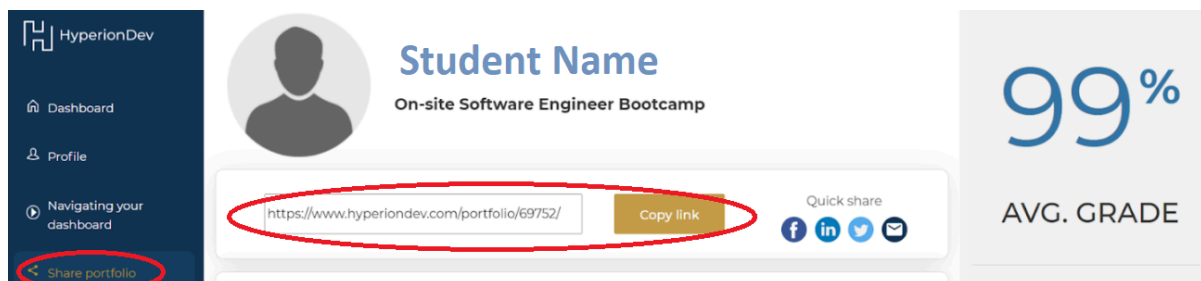 HyperionDev
Dashboard
Profile
Navigating your
dashboard
Share portfolio
Student Name
On-site Software Engineer Bootcamp
https://www.hyperiondev.com/portfolio/69752/
Copy link
Quick share
99%
AVG. GRADE